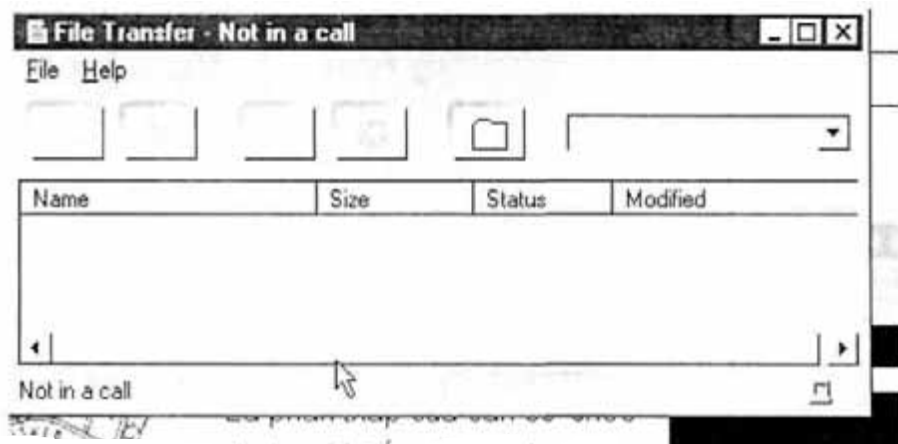 File Transfer - Not in a call
File Help
Name Size Status Modified
Not in a call